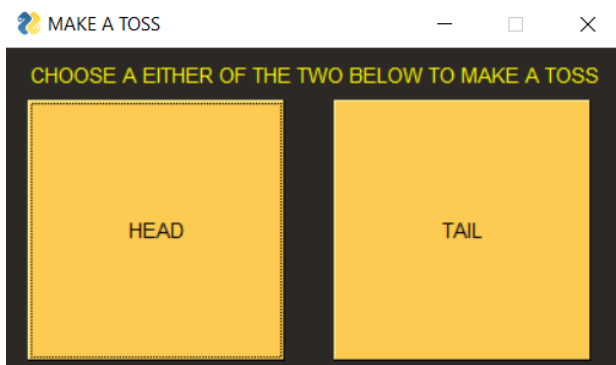 MAKE A TOSS
CHOOSE A EITHER OF THE TWO BELOW TO MAKE A TOSS
HEAD
TAIL